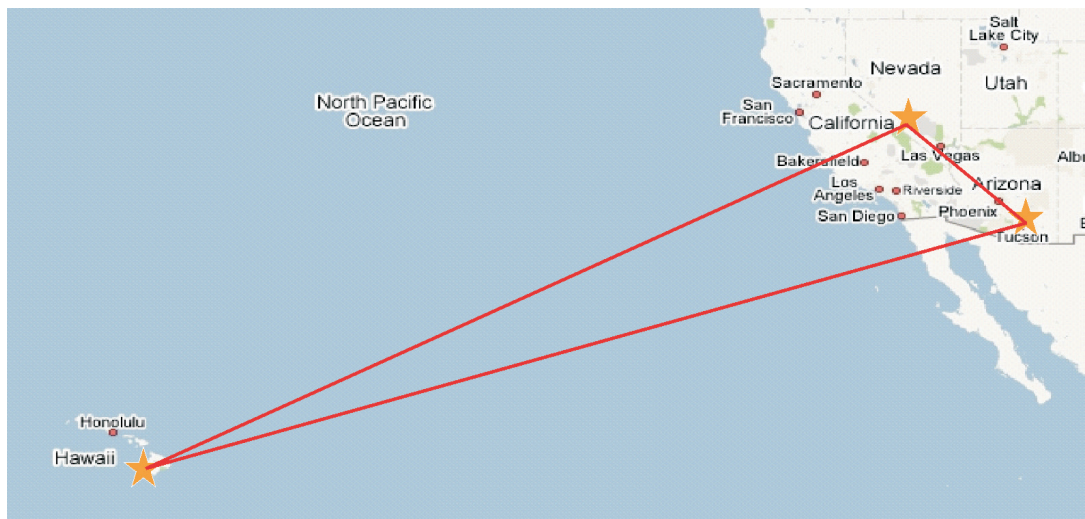 Salt
Lake City
Nevada
Utah
Sacramento
North Pacific
Ocean
San
Francisco
California
Las Vegas
Albu
Bakersfield
Los
Angeles
Riverside
Arizona
Phoenix
San Diego
Tucson
E
Honolulu
Hawaii